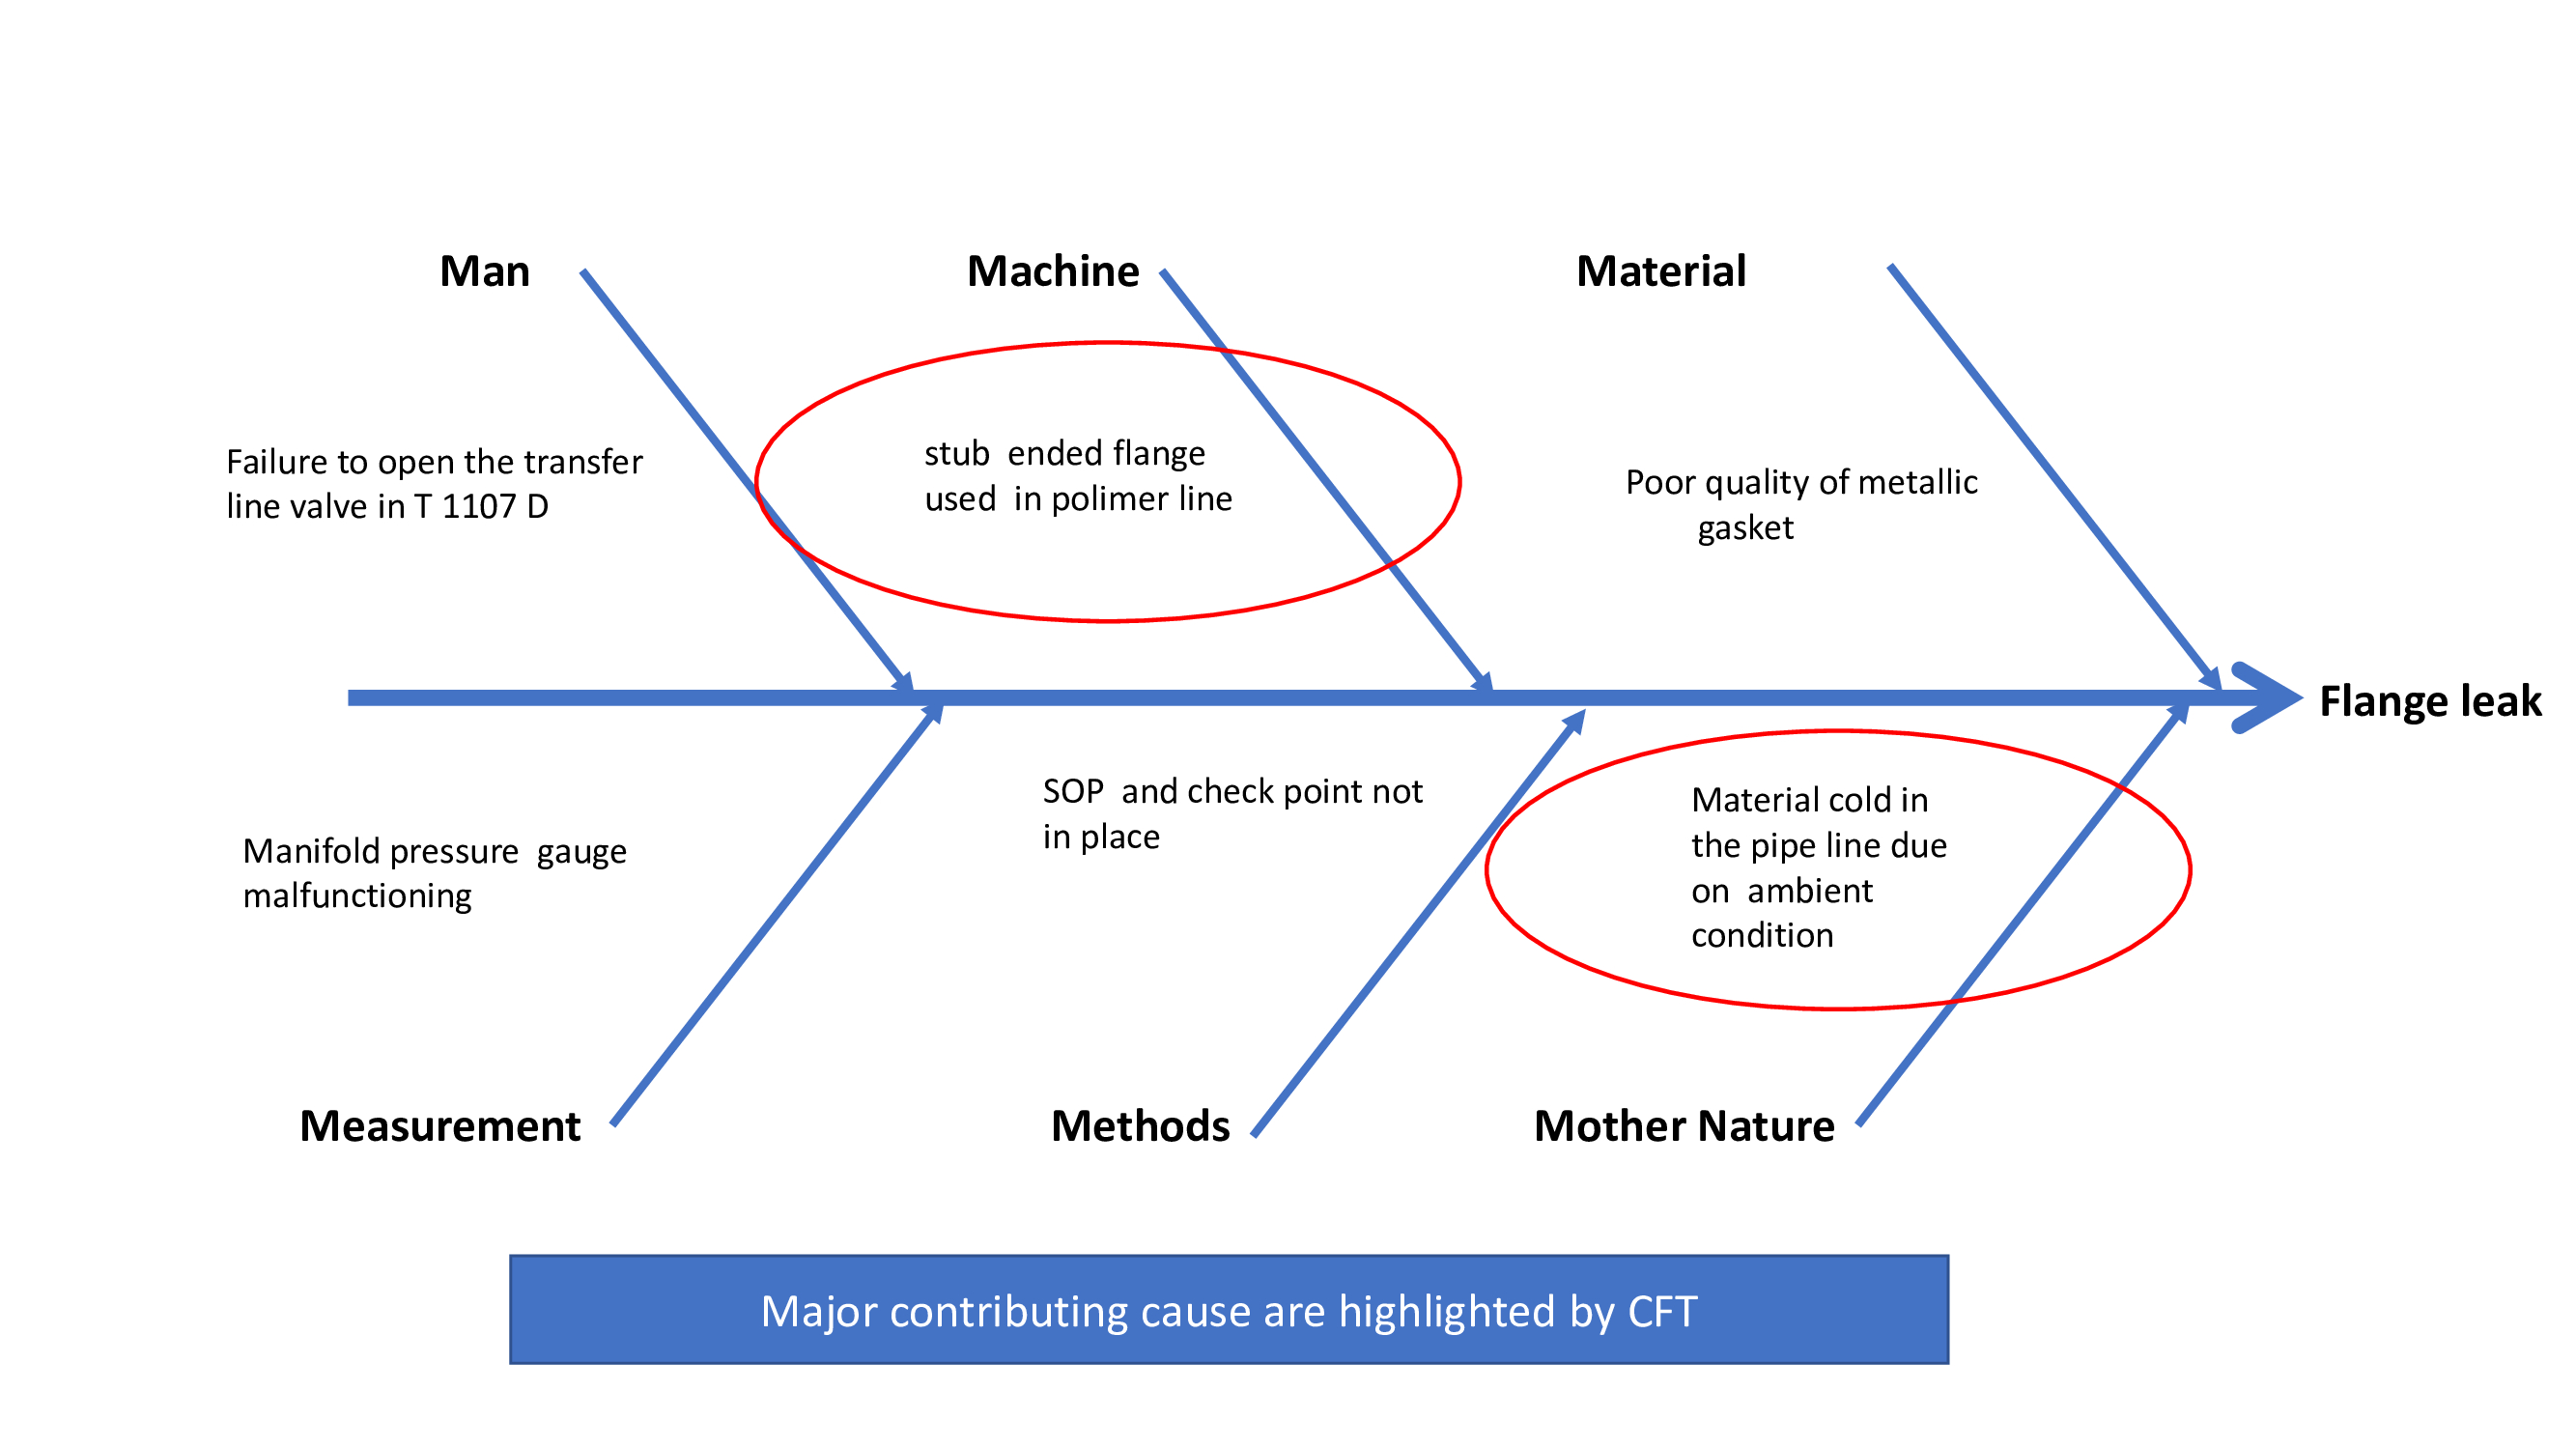 Man
Machine
Material
Failure to open the transfer
line valve in T 1107 D
stub  ended flange
used  in polimer line
Poor quality of metallic
gasket
Flange leak
Manifold pressure  gauge
malfunctioning
SOP  and check point not
in place
Material cold in
the pipe line due
on  ambient
condition
Measurement
Methods
Mother Nature
Major contributing cause are highlighted by CFT